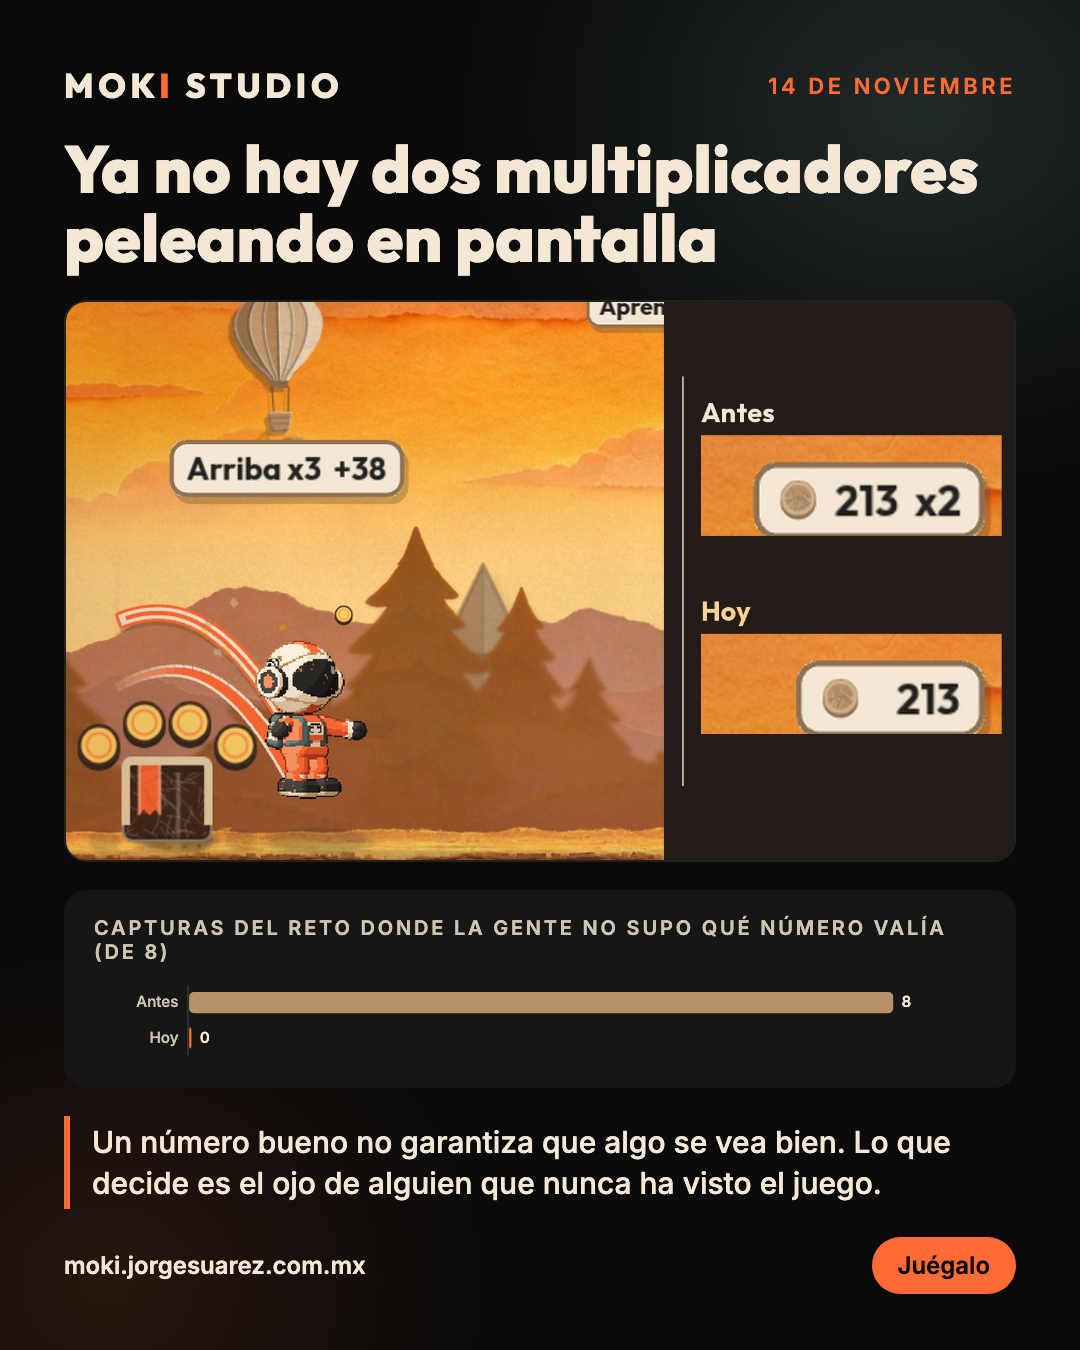 MOKI STUDIO
14 DE NOVIEMBRE
Ya no hay dos multiplicadores
peleando en pantalla
Arriba x3 +38
Antes
213 x2
Hoy
213
CAPTURAS DEL RETO DONDE LA GENTE NO SUPO QUÉ NÚMERO VALÍA
(DE 8)
Antes 8
Hoy 0
Un número bueno no garantiza que algo se vea bien. Lo que
decide es el ojo de alguien que nunca ha visto el juego.
moki.jorgesuarez.com.mx
Juégalo